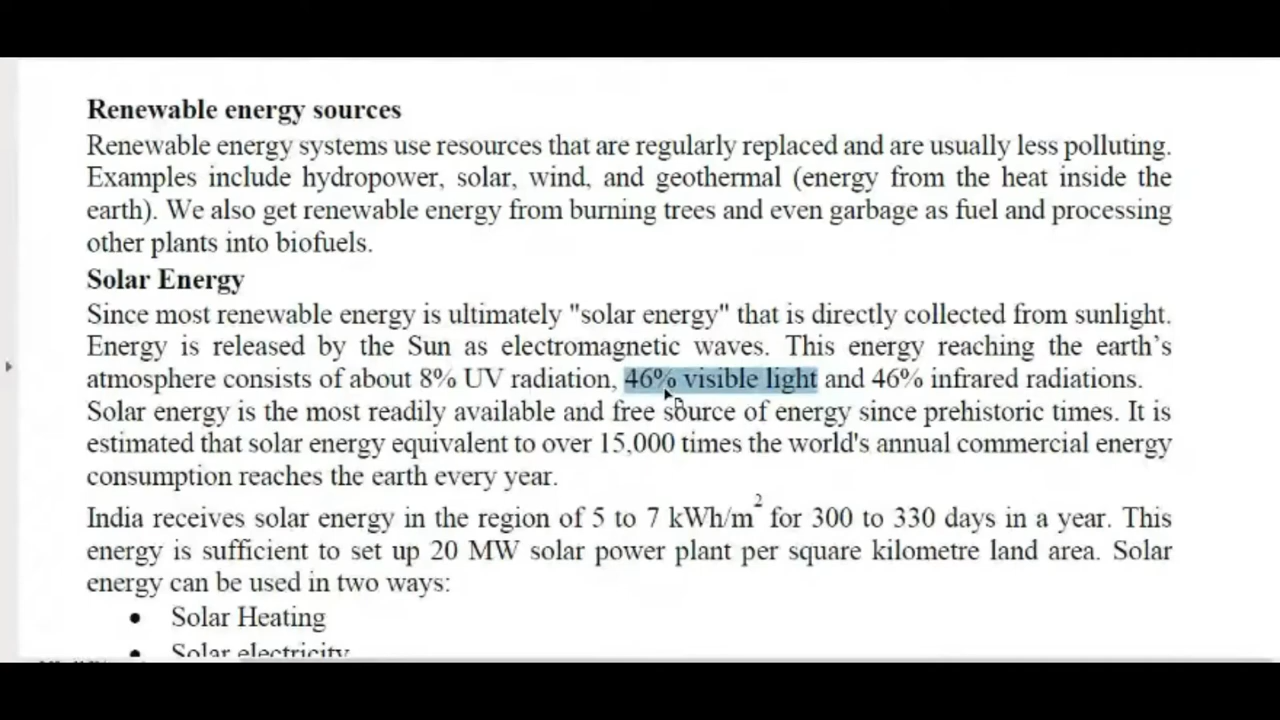 Renewable energy sources
Renewable energy systems use resources that are regularly replaced and are usually less polluting.
Examples include hydropower, solar, wind, and geothermal (energy from the heat inside the
earth). We also get renewable energy from burning trees and even garbage as fuel and processing
other plants into biofuels.
Solar Energy
Since most renewable energy is ultimately "solar energy" that is directly collected from sunlight.
Energy is released by the Sun as electromagnetic waves. This energy reaching the earth’s
atmosphere consists of about 8% UV radiation, 46% visible light and 46% infrared radiations.
Solar energy is the most readily available and free source of energy since prehistoric times. It is
estimated that solar energy equivalent to over 15,000 times the world's annual commercial energy
consumption reaches the earth every year.
India receives solar energy in the region of 5 to 7 kWh/m² for 300 to 330 days in a year. This
energy is sufficient to set up 20 MW solar power plant per square kilometre land area. Solar
energy can be used in two ways:
• Solar Heating
• Solar electricity